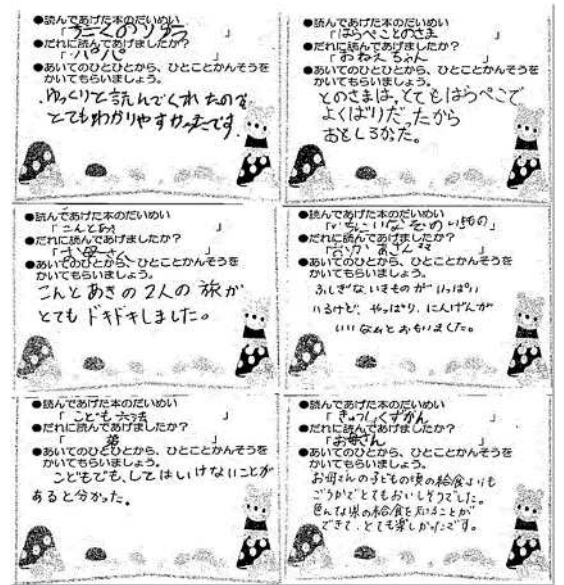 ●読んであげた本のだいめい
「うこくのソクラ」
●だれに読んであげましたか?
「パパ」
●あいてのひとから、ひとことかんそうを
かいてもらいましょう。
ゆっくりと読んでくれたので
とてもわかりやすかったです
●読んであげた本のだいめい
「はらぺことのさま」
●だれに読んであげましたか?
「おねえちゃん」
●あいてのひとから、ひとことかんそうを
かいてもらいましょう。
とのさまは、とてもはらぺこで
よくばりだったから
おもしろかた。
●読んであげた本のだいめい
「こんとあき」
●だれに読んであげましたか?
「お母さん」
●あいてのひとから、ひとことかんそうを
かいてもらいましょう。
こんとあきの2人の旅が
とてもドキドキしました。
●読んであげた本のだいめい
「いきもの」
●だれに読んであげましたか?
「おかあさん」
●あいてのひとから、ひとことかんそうを
かいてもらいましょう。
ふしぎないきものがいっぱい
いるけど、やっぱり、にんげんが
いいなぁとおもいました。
●読んであげた本のだいめい
「こども六法」
●だれに読んであげましたか?
「弟」
●あいてのひとから、ひとことかんそうを
かいてもらいましょう。
こどもでも、してはいけないことが
あると分かった。
●読んであげた本のだいめい
「きゅうしょくずかん」
●だれに読んであげましたか?
「お母さん」
●あいてのひとから、ひとことかんそうを
かいてもらいましょう。
お母さんの子どもの頃の給食よりも
ごうかでとてもおいしそうでした。
色んな県の給食を知ることが
できて、とても楽しかったです。